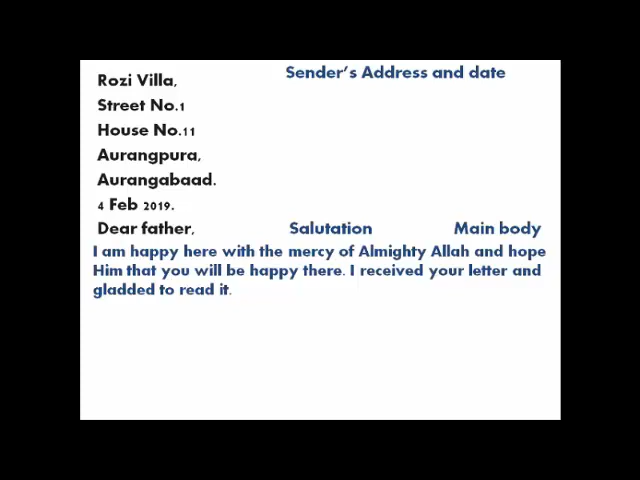 Rozi Villa, Sender's Address and date
Street No.1
House No.11
Aurangpura,
Aurangabaad.
4 Feb 2019.
Dear father, Salutation Main body
I am happy here with the mercy of Almighty Allah and hope
Him that you will be happy there. I received your letter and
gladded to read it.